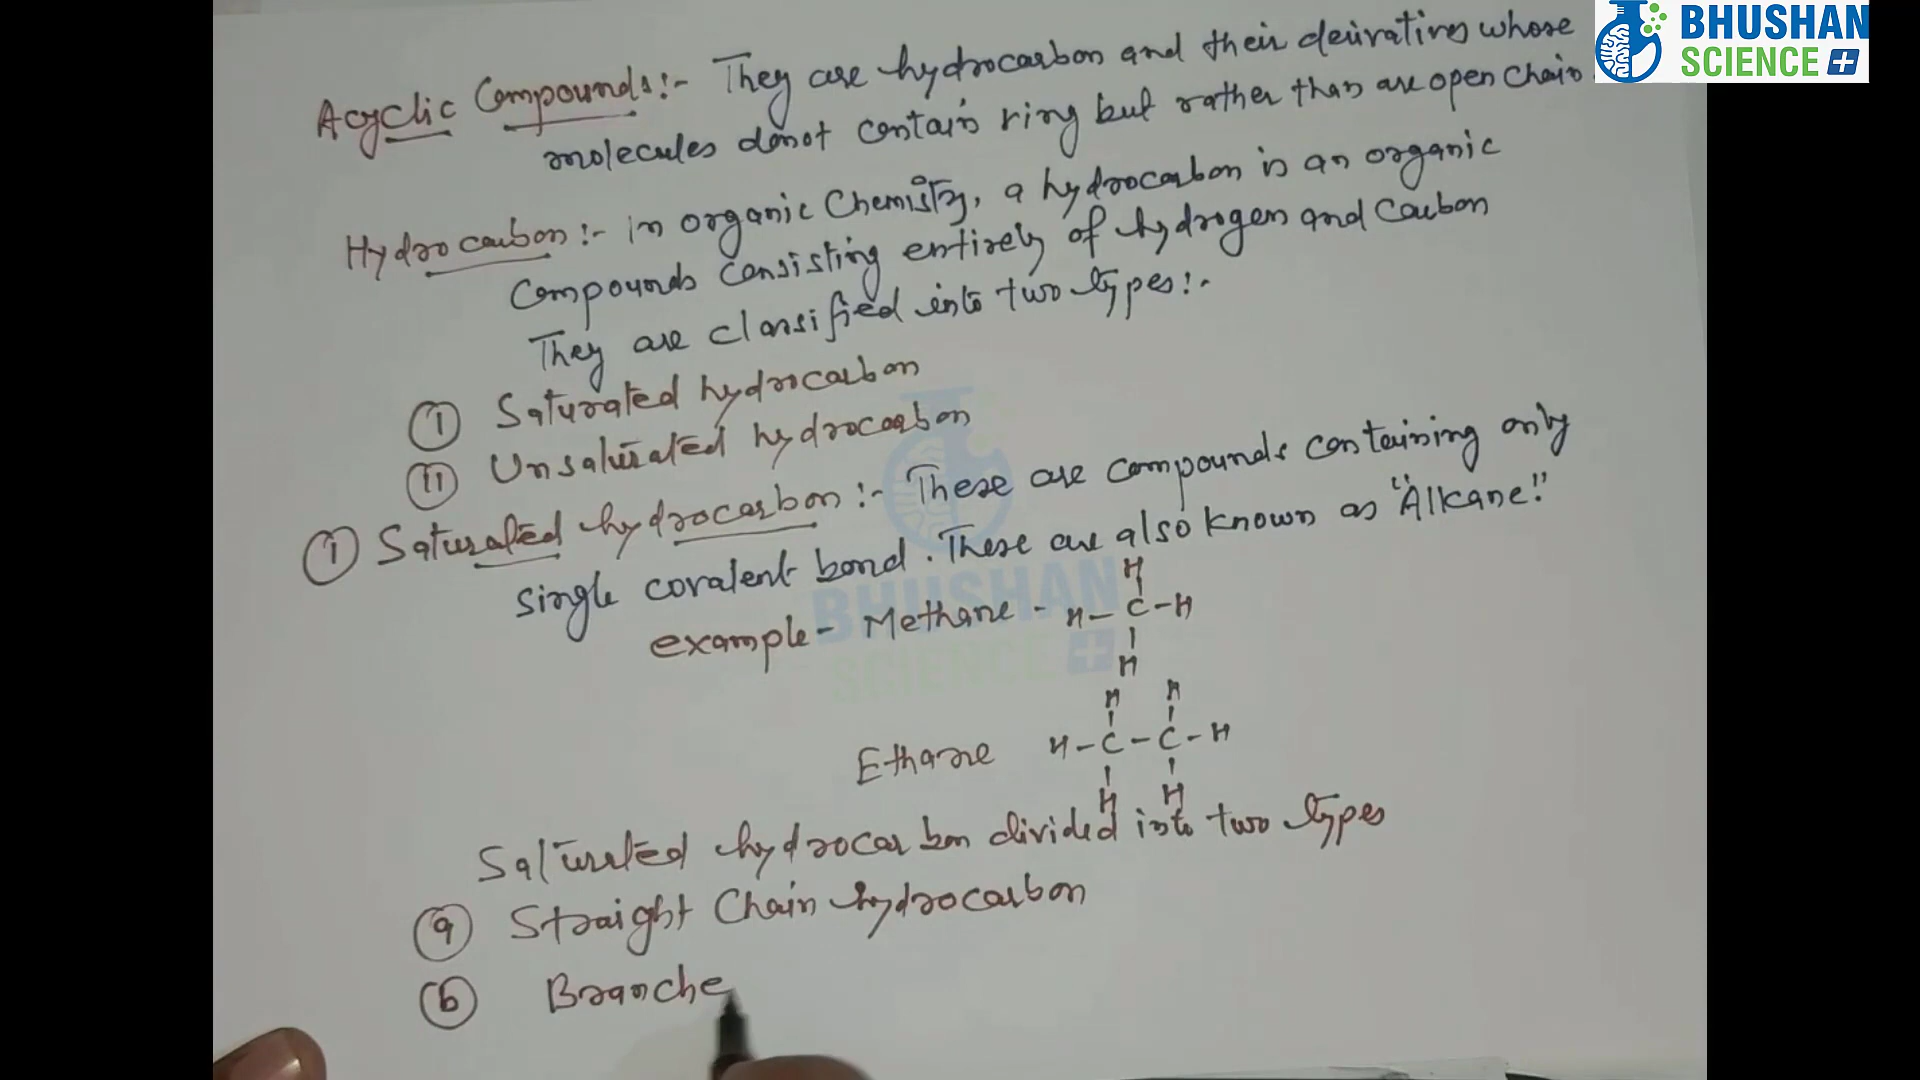 BHUSHAN
SCIENCE+
Acyclic Compounds:- They are hydrocarbon and their derivatives whose
molecules donot contain ring but rather than are open chain
Hydrocarbon:- in organic Chemistry, a hydrocarbon is an organic
Compounds consisting entirely of hydrogen and Carbon
They are classified into two types:-
(I) Saturated hydrocarbon
(II) Unsaturated hydrocarbon
(I) Saturated hydrocarbon:- These are compounds containing only
single covalent bond. These are also known as "Alkane."
H
example- Methane - H-C-H
H
H H
Ethane H-C-C-H
H H
Saturated hydrocarbon divided into two types
(a) Straight Chain hydrocarbon
(b) Branche
BHUSHAN
SCIENCE+